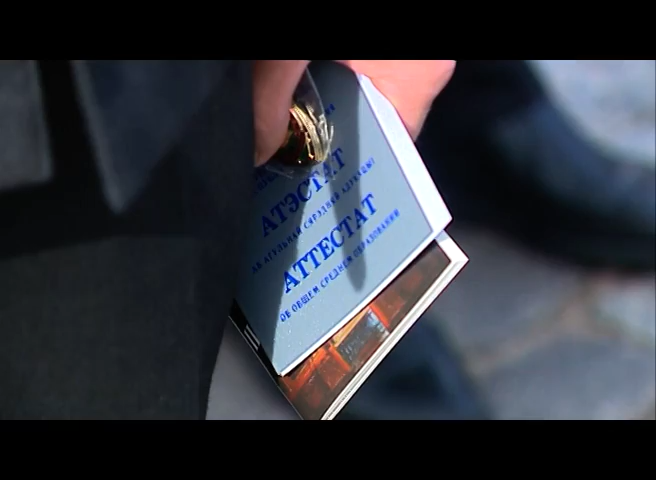 АТЭСТАТ
АБ АГУЛЬНАЙ СЯРЭДНЯЙ АДУКАЦЫІ
АТТЕСТАТ
ОБ ОБЩЕМ СРЕДНЕМ ОБРАЗОВАНИИ